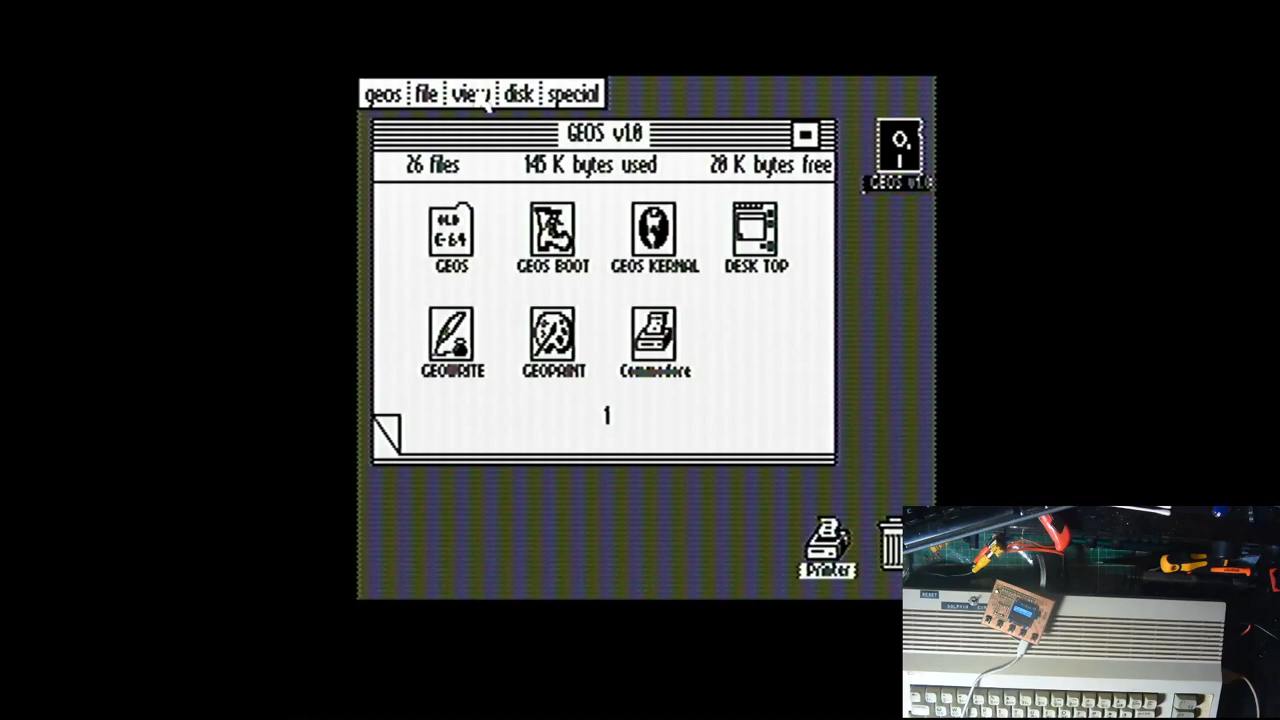 geos file view disk special
GEOS v1.0
26 files 145 K bytes used 20 K bytes free
OLD
C-64
GEOS GEOS BOOT GEOS KERNAL DESK TOP
GEOWRITE GEOPAINT Commodore
1
GEOS v1.0
Printer
RESET
DOLPHIN